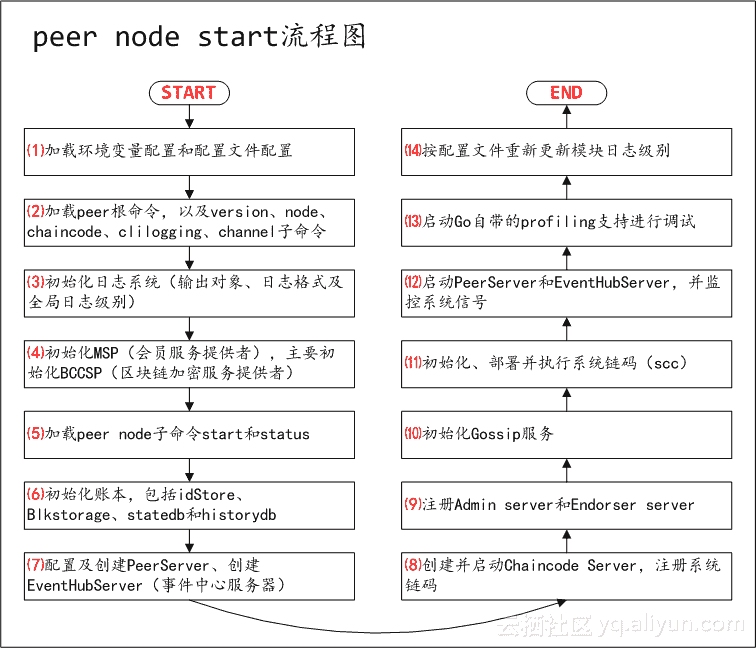 peer node start流程图
START
(1)加载环境变量配置和配置文件配置
(2)加载peer根命令，以及version、node、
chaincode、clilogging、channel子命令
(3)初始化日志系统（输出对象、日志格式及
全局日志级别）
(4)初始化MSP（会员服务提供者），主要初
始化BCCSP（区块链加密服务提供者）
(5)加载peer node子命令start和status
(6)初始化账本，包括idStore、
Blkstorage、statedb和historydb
(7)配置及创建PeerServer、创建
EventHubServer（事件中心服务器）
(8)创建并启动Chaincode Server，注册系统
链码
(9)注册Admin server和Endorser server
(10)初始化Gossip服务
(11)初始化、部署并执行系统链码（scc）
(12)启动PeerServer和EventHubServer，并监
控系统信号
(13)启动Go自带的profiling支持进行调试
(14)按配置文件重新更新模块日志级别
END
云栖社区 yq.aliyun.com